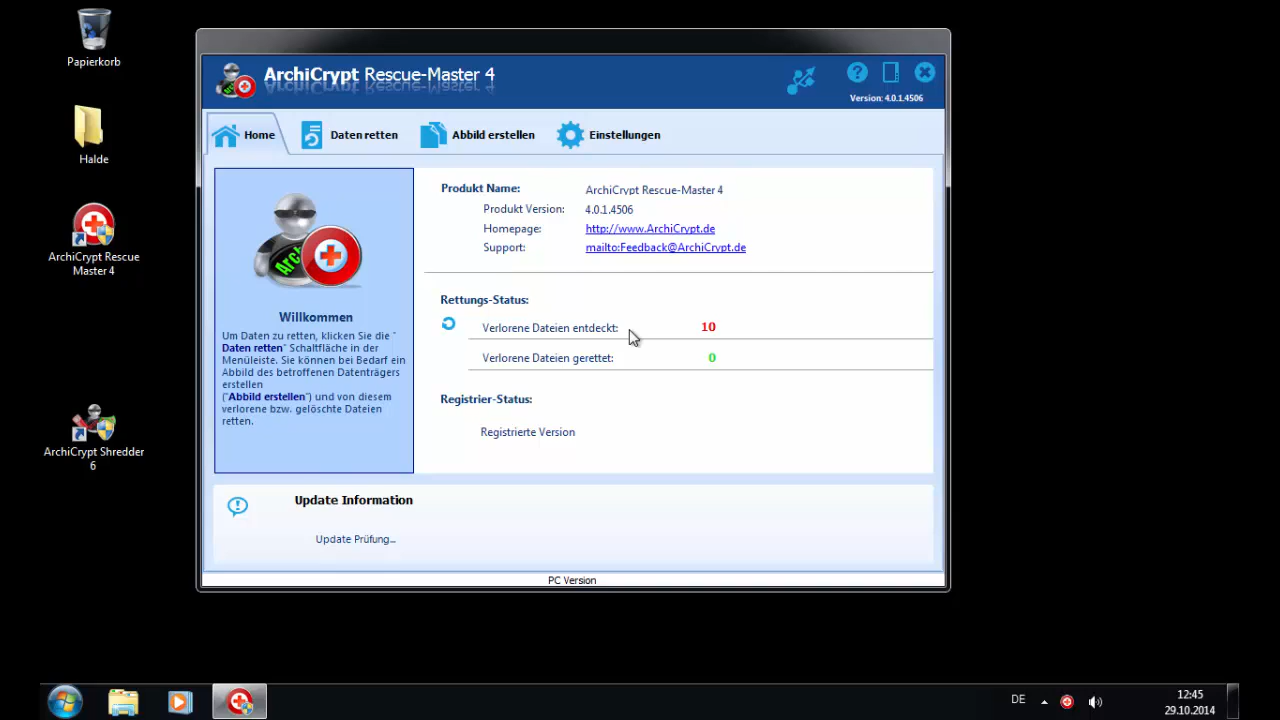 Papierkorb
Halde
ArchiCrypt Rescue
Master 4
ArchiCrypt Shredder
6
ArchiCrypt Rescue-Master 4
Version: 4.0.1.4506
Home
Daten retten
Abbild erstellen
Einstellungen
Arc
Willkommen
Um Daten zu retten, klicken Sie die "
Daten retten" Schaltfläche in der
Menüleiste. Sie können bei Bedarf ein
Abbild des betroffenen Datenträgers
erstellen
("Abbild erstellen") und von diesem
verlorene bzw. gelöschte Dateien
retten.
Produkt Name: ArchiCrypt Rescue-Master 4
Produkt Version: 4.0.1.4506
Homepage: http://www.ArchiCrypt.de
Support: mailto:Feedback@ArchiCrypt.de
Rettungs-Status:
Verlorene Dateien entdeckt: 10
Verlorene Dateien gerettet: 0
Registrier-Status:
Registrierte Version
Update Information
Update Prüfung...
PC Version
DE
12:45
29.10.2014